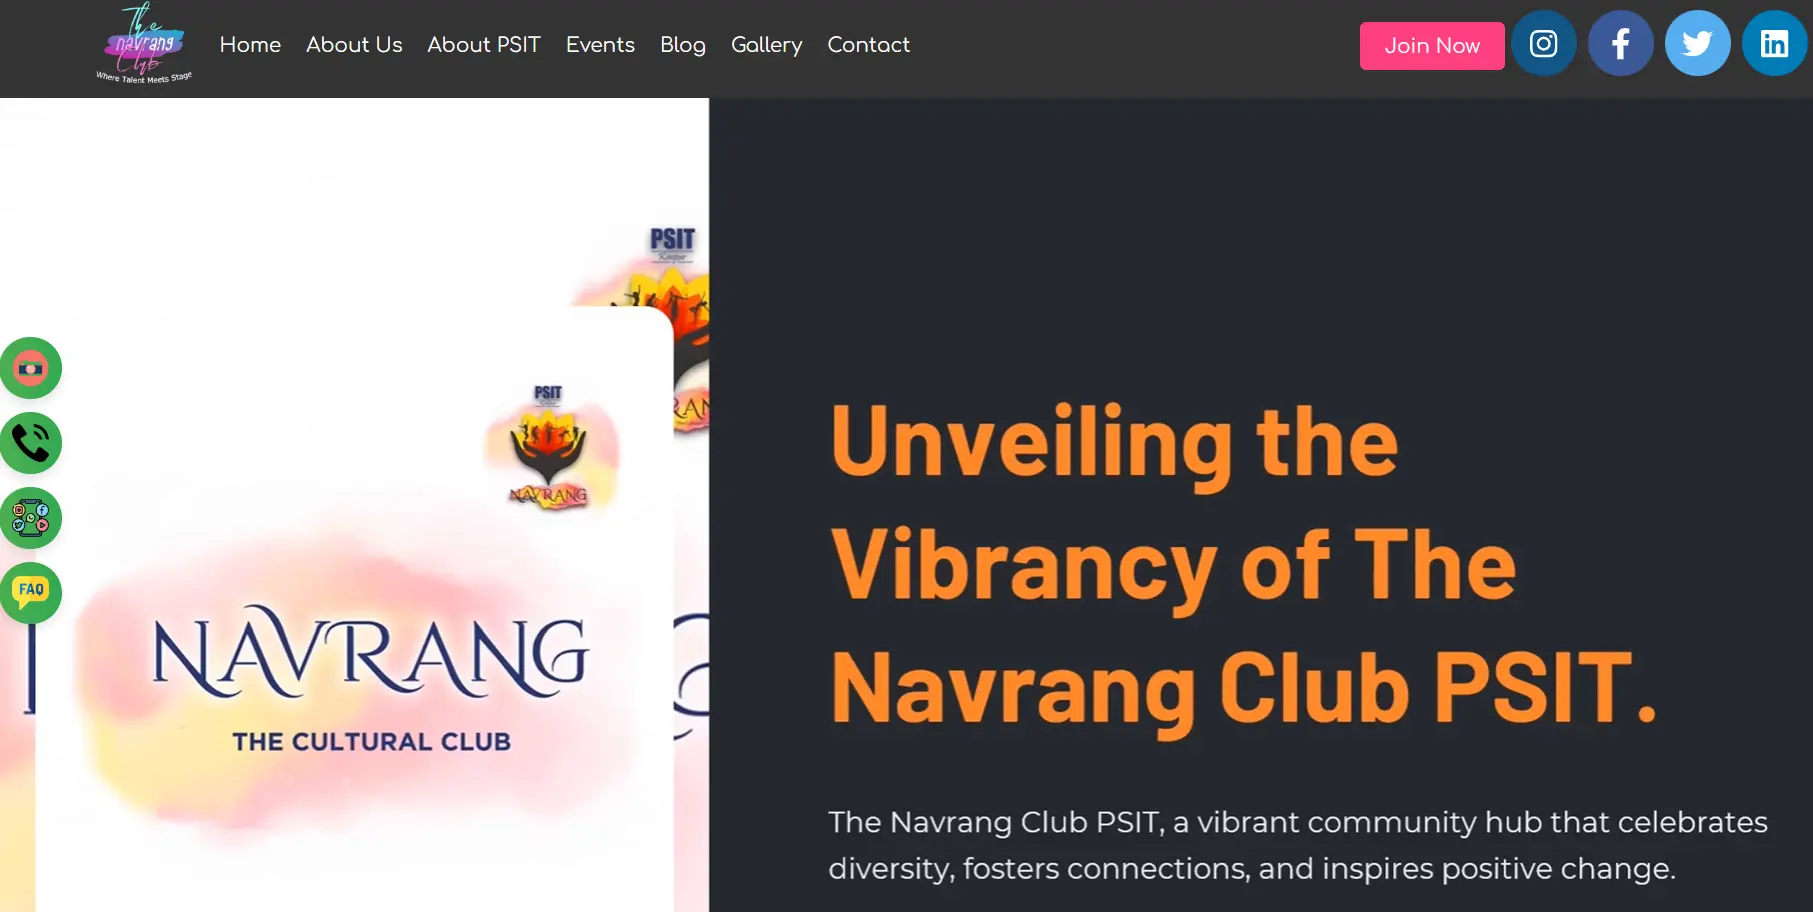 The
navrang
Club
Where Talent Meets Stage
Home
About Us
About PSIT
Events
Blog
Gallery
Contact
Join Now
PSIT
Kanpur
PSIT
NAVRANG
FAQ
NAVRANG
THE CULTURAL CLUB
Unveiling the
Vibrancy of The
Navrang Club PSIT.
The Navrang Club PSIT, a vibrant community hub that celebrates
diversity, fosters connections, and inspires positive change.